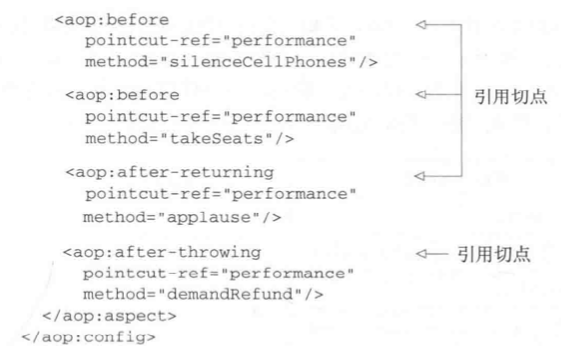 <aop:before
pointcut-ref="performance"
method="silenceCellPhones"/>
<aop:before
引用切点
pointcut-ref="performance"
method="takeSeats"/>
<aop:after-returning
pointcut-ref="performance"
method="applause"/>
<aop:after-throwing
引用切点
pointcut-ref="performance"
method="demandRefund"/>
</aop:aspect>
</aop:config>